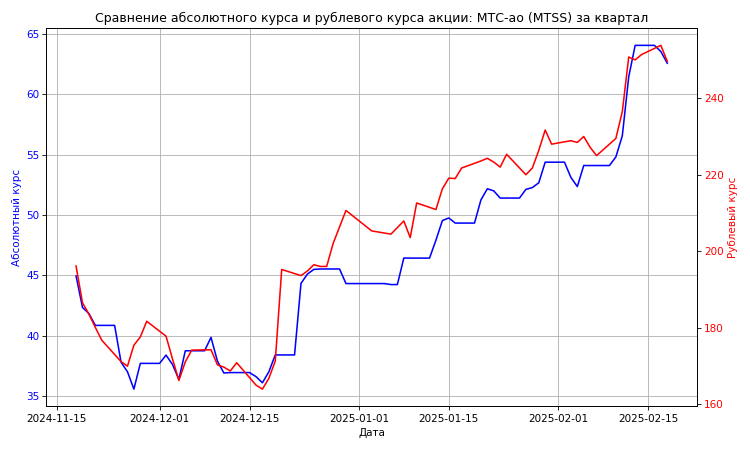 Сравнение абсолютного курса и рублевого курса акции: МТС-ао (MTSS) за квартал
65
60
55
50
45
40
35
Абсолютный курс
240
220
200
180
160
Рублевый курс
2024-11-15 2024-12-01 2024-12-15 2025-01-01 2025-01-15 2025-02-01 2025-02-15
Дата